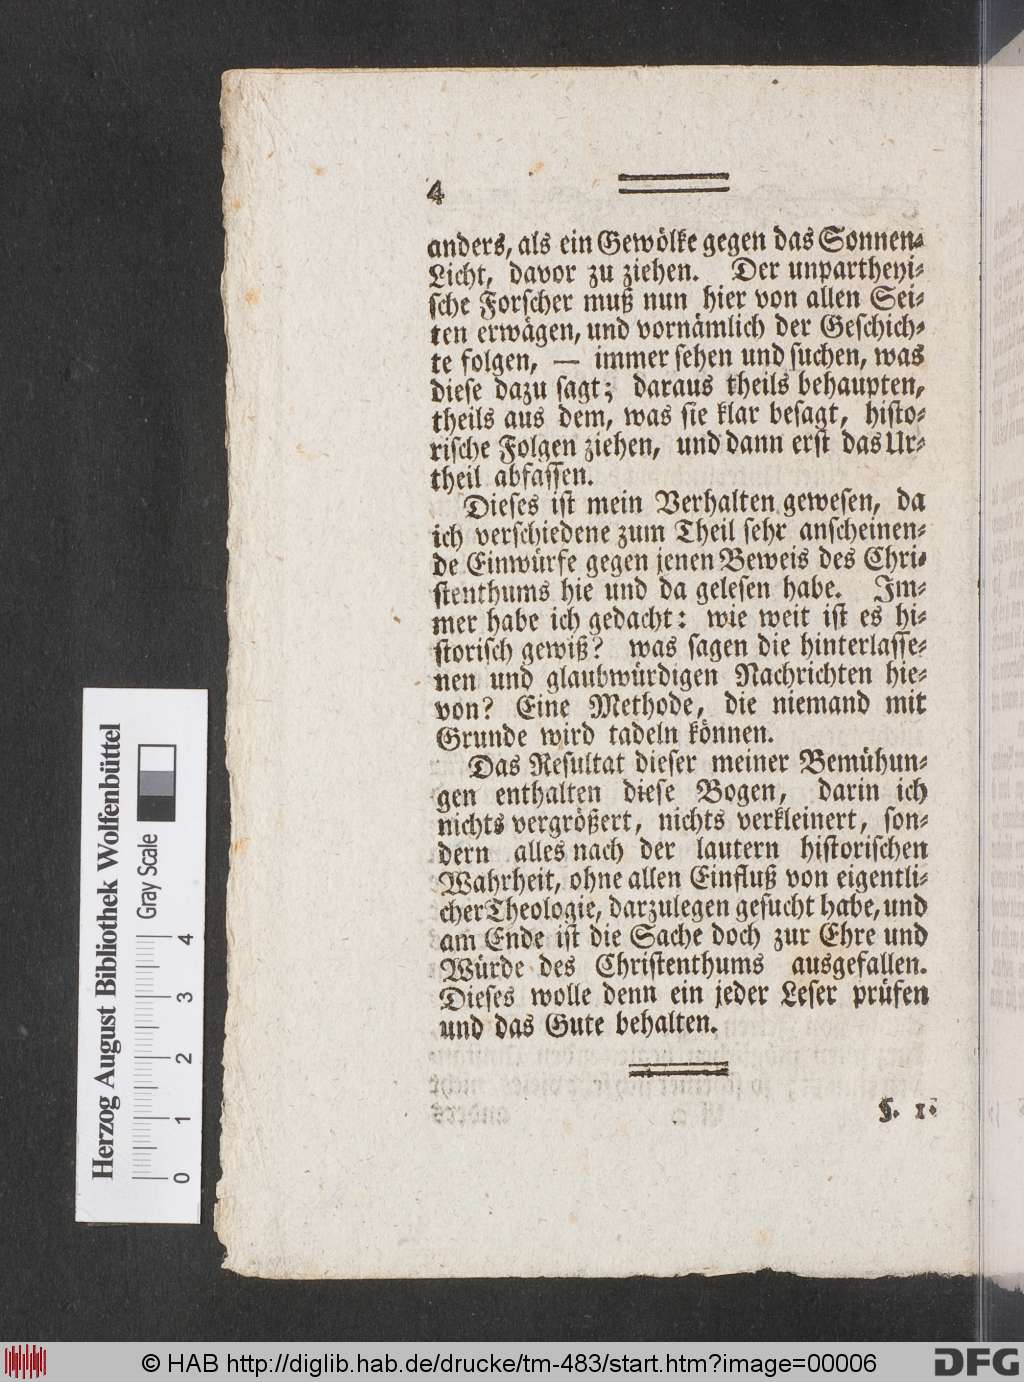 4
anders, als ein Gewölke gegen das Sonnen-
Licht, davor zu ziehen. Der unpartheyi-
sche Forscher muß nun hier von allen Sei-
ten erwägen, und vornämlich der Geschich-
te folgen, — immer sehen und suchen, was
diese dazu sagt; daraus theils behaupten,
theils aus dem, was sie klar besagt, histo-
rische Folgen ziehen, und dann erst das Ur-
theil abfassen.
Dieses ist mein Verhalten gewesen, da
ich verschiedene zum Theil sehr anscheinen-
de Einwürfe gegen jenen Beweis des Chri-
stenthums hie und da gelesen habe. Im-
mer habe ich gedacht: wie weit ist es hi-
storisch gewiß? was sagen die hinterlasse-
nen und glaubwürdigen Nachrichten hie-
von? Eine Methode, die niemand mit
Grunde wird tadeln können.
Das Resultat dieser meiner Bemühun-
gen enthalten diese Bogen, darin ich
nichts vergrößert, nichts verkleinert, son-
dern alles nach der lautern historischen
Wahrheit, ohne allen Einfluß von eigentli-
cher Theologie, darzulegen gesucht habe, und
am Ende ist die Sache doch zur Ehre und
Würde des Christenthums ausgefallen.
Dieses wolle denn ein jeder Leser prüfen
und das Gute behalten.
§. 1.
Herzog August Bibliothek Wolfenbüttel
Gray Scale
0 1 2 3 4
© HAB http://diglib.hab.de/drucke/tm-483/start.htm?image=00006
DFG